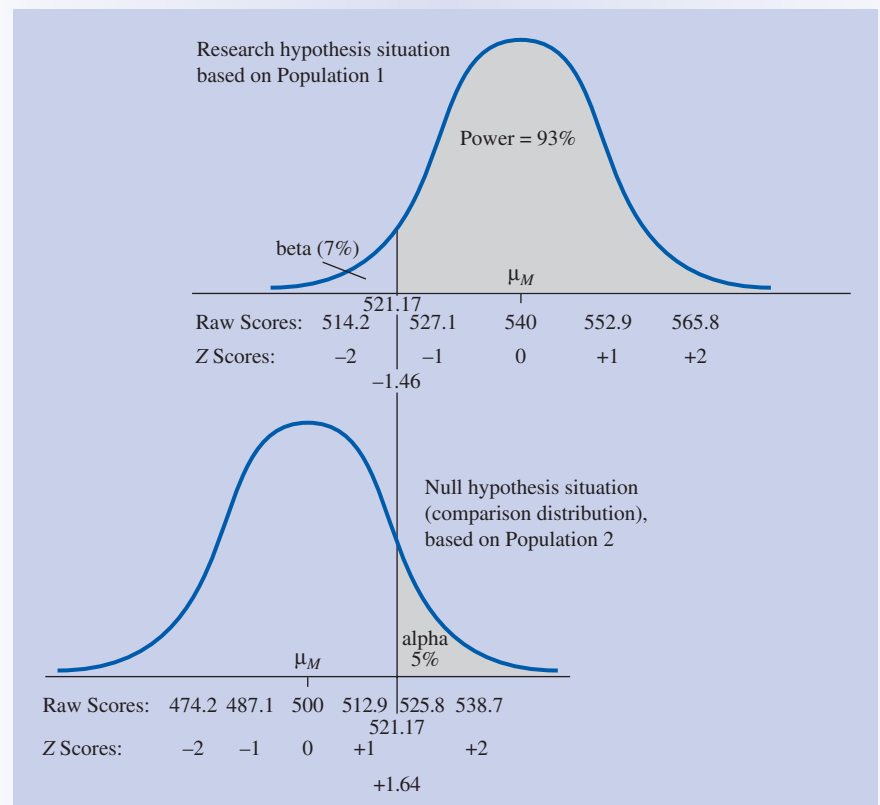 Research hypothesis situation
based on Population 1
Power = 93%
beta (7%)
μM
521.17
Raw Scores: 514.2 527.1 540 552.9 565.8
Z Scores: –2 –1 0 +1 +2
–1.46
Null hypothesis situation
(comparison distribution),
based on Population 2
alpha
5%
μM
Raw Scores: 474.2 487.1 500 512.9 525.8 538.7
521.17
Z Scores: –2 –1 0 +1 +2
+1.64